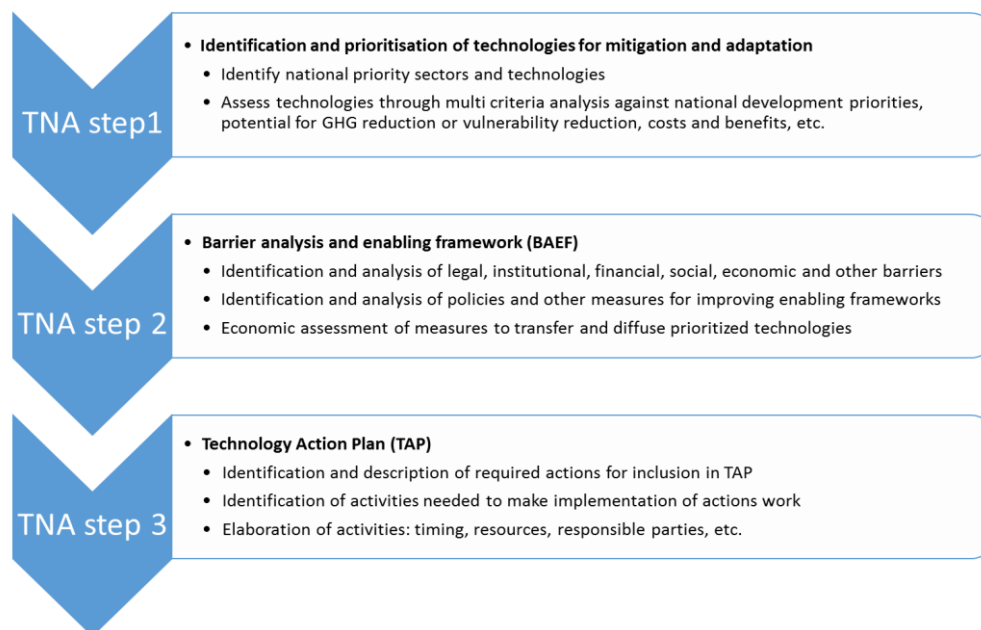 TNA step1
• Identification and prioritisation of technologies for mitigation and adaptation
• Identify national priority sectors and technologies
• Assess technologies through multi criteria analysis against national development priorities,
potential for GHG reduction or vulnerability reduction, costs and benefits, etc.
TNA step 2
• Barrier analysis and enabling framework (BAEF)
• Identification and analysis of legal, institutional, financial, social, economic and other barriers
• Identification and analysis of policies and other measures for improving enabling frameworks
• Economic assessment of measures to transfer and diffuse prioritized technologies
TNA step 3
• Technology Action Plan (TAP)
• Identification and description of required actions for inclusion in TAP
• Identification of activities needed to make implementation of actions work
• Elaboration of activities: timing, resources, responsible parties, etc.